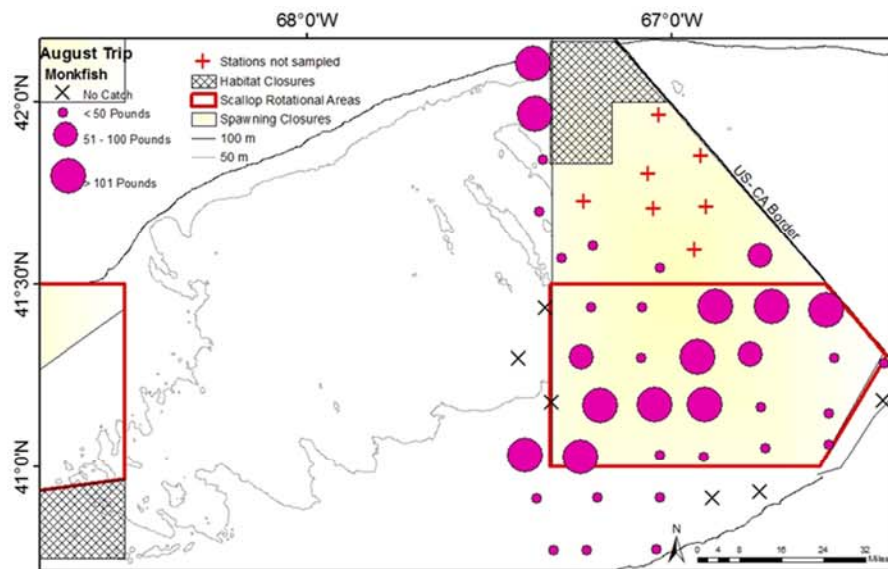 68°0'W
67°0'W
August Trip
Monkfish
No Catch
< 50 Pounds
51 - 100 Pounds
> 101 Pounds
Stations not sampled
Habitat Closures
Scallop Rotational Areas
Spawning Closures
100 m
50 m
42°0'N
US- CA Border
41°30'N
41°0'N
N
0 4 8 16 24 32
Miles